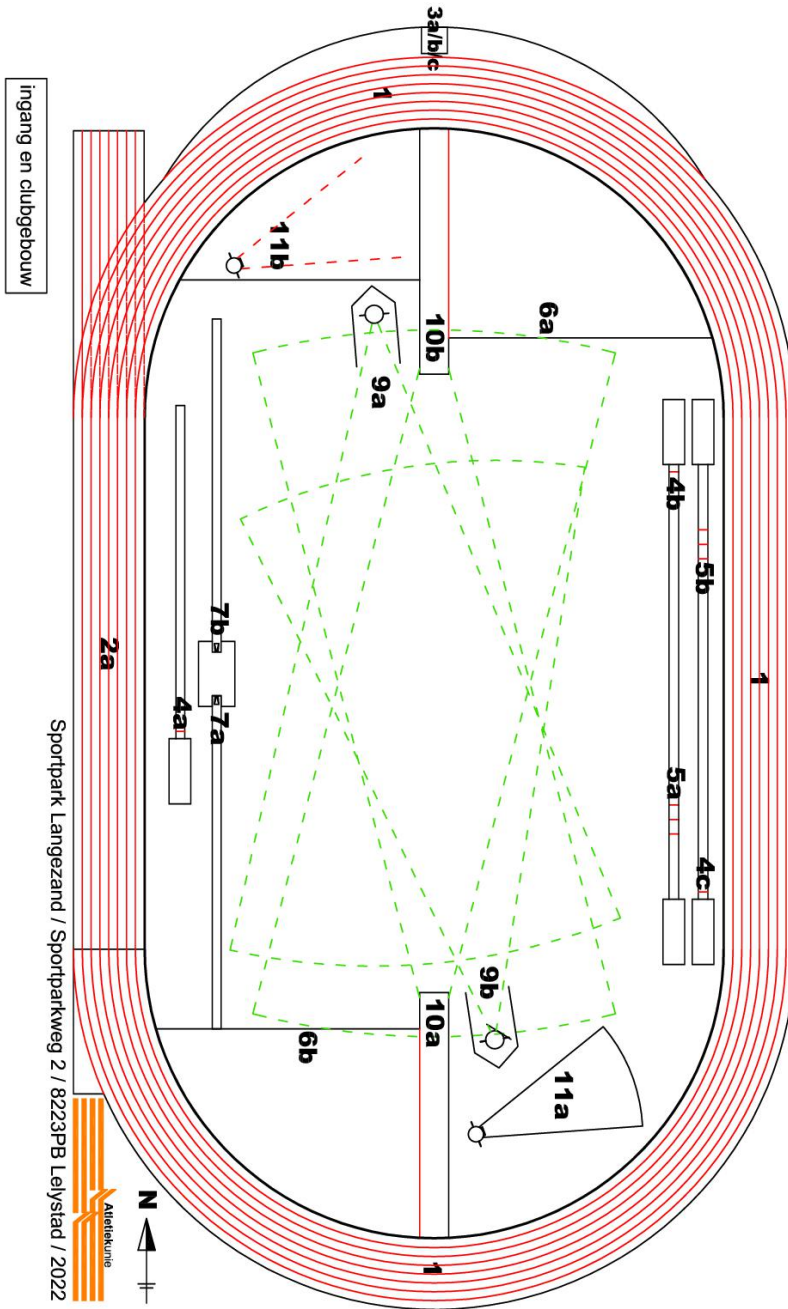 3a/b/c
1
ingang en clubgebouw
11b
10b
6a
9a
4b
5b
7b
2a
1
4a
7a
5a
4c
9b
10a
6b
11a
Sportpark Langezand / Sportparkweg 2 / 8223PB Lelystad / 2022
Atletiekunie
N
1